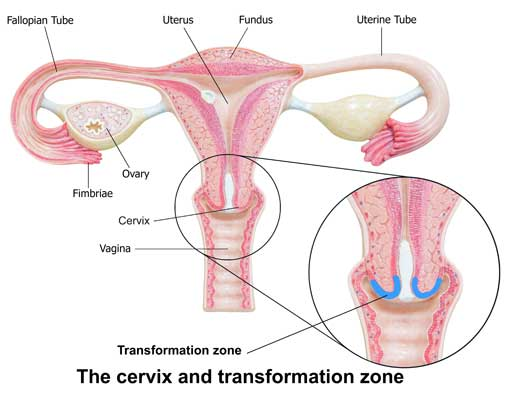 Fallopian Tube
Uterus
Fundus
Uterine Tube
Ovary
Fimbriae
Cervix
Vagina
Transformation zone
The cervix and transformation zone